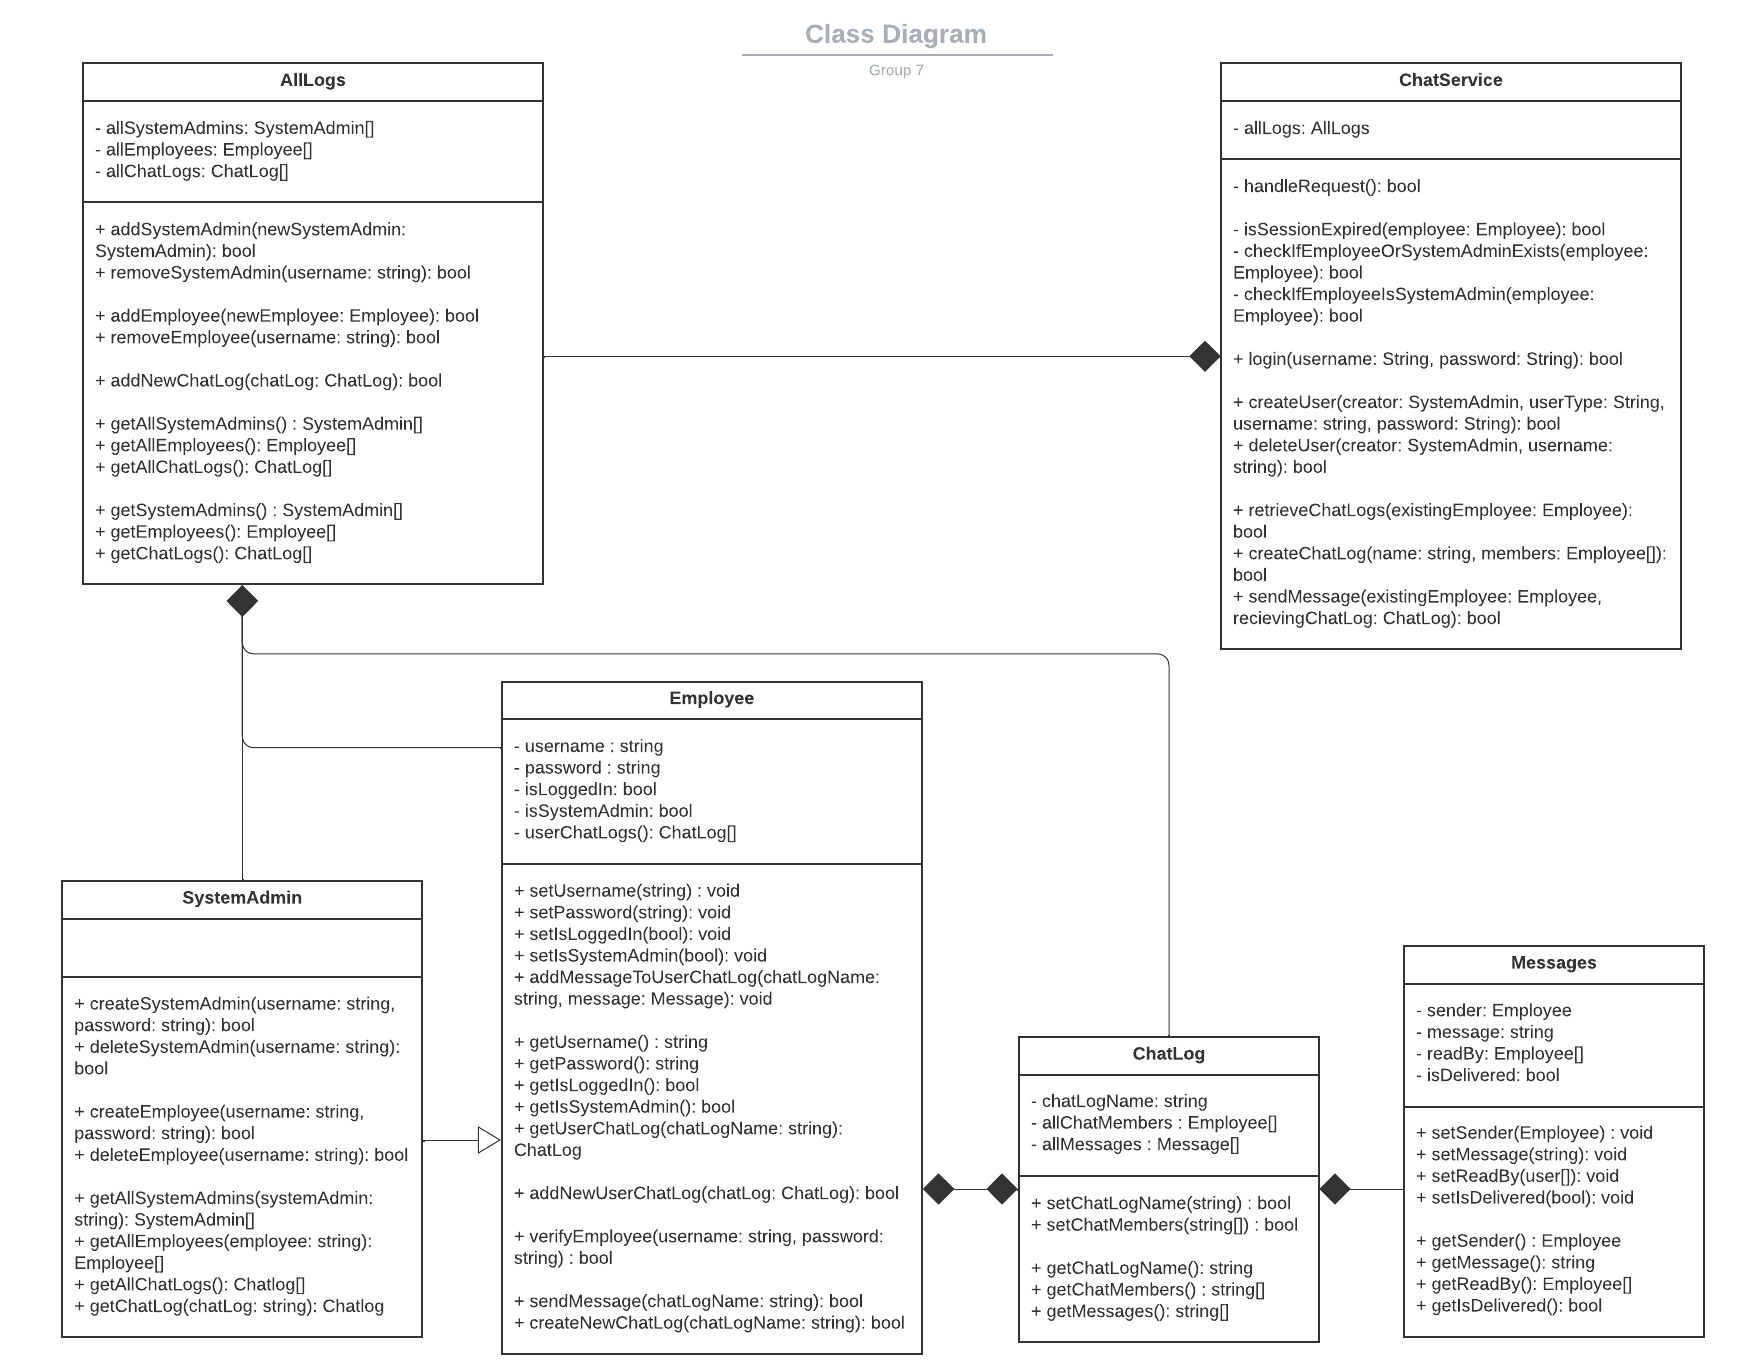 Class Diagram
Group 7
AllLogs
- allSystemAdmins: SystemAdmin[]
- allEmployees: Employee[]
- allChatLogs: ChatLog[]
+ addSystemAdmin(newSystemAdmin:
SystemAdmin): bool
+ removeSystemAdmin(username: string): bool
+ addEmployee(newEmployee: Employee): bool
+ removeEmployee(username: string): bool
+ addNewChatLog(chatLog: ChatLog): bool
+ getAllSystemAdmins() : SystemAdmin[]
+ getAllEmployees(): Employee[]
+ getAllChatLogs(): ChatLog[]
+ getSystemAdmins() : SystemAdmin[]
+ getEmployees(): Employee[]
+ getChatLogs(): ChatLog[]
ChatService
- allLogs: AllLogs
- handleRequest(): bool
- isSessionExpired(employee: Employee): bool
- checkIfEmployeeOrSystemAdminExists(employee:
Employee): bool
- checkIfEmployeeIsSystemAdmin(employee:
Employee): bool
+ login(username: String, password: String): bool
+ createUser(creator: SystemAdmin, userType: String,
username: string, password: String): bool
+ deleteUser(creator: SystemAdmin, username:
string): bool
+ retrieveChatLogs(existingEmployee: Employee):
bool
+ createChatLog(name: string, members: Employee[]):
bool
+ sendMessage(existingEmployee: Employee,
recievingChatLog: ChatLog): bool
Employee
- username : string
- password : string
- isLoggedIn: bool
- isSystemAdmin: bool
- userChatLogs(): ChatLog[]
+ setUsername(string) : void
+ setPassword(string): void
+ setIsLoggedIn(bool): void
+ setIsSystemAdmin(bool): void
+ addMessageToUserChatLog(chatLogName:
string, message: Message): void
+ getUsername() : string
+ getPassword(): string
+ getIsLoggedIn(): bool
+ getIsSystemAdmin(): bool
+ getUserChatLog(chatLogName: string):
ChatLog
+ addNewUserChatLog(chatLog: ChatLog): bool
+ verifyEmployee(username: string, password:
string) : bool
+ sendMessage(chatLogName: string): bool
+ createNewChatLog(chatLogName: string): bool
SystemAdmin
+ createSystemAdmin(username: string,
password: string): bool
+ deleteSystemAdmin(username: string):
bool
+ createEmployee(username: string,
password: string): bool
+ deleteEmployee(username: string): bool
+ getAllSystemAdmins(systemAdmin:
string): SystemAdmin[]
+ getAllEmployees(employee: string):
Employee[]
+ getAllChatLogs(): Chatlog[]
+ getChatLog(chatLog: string): Chatlog
ChatLog
- chatLogName: string
- allChatMembers : Employee[]
- allMessages : Message[]
+ setChatLogName(string) : bool
+ setChatMembers(string[]) : bool
+ getChatLogName(): string
+ getChatMembers() : string[]
+ getMessages(): string[]
Messages
- sender: Employee
- message: string
- readBy: Employee[]
- isDelivered: bool
+ setSender(Employee) : void
+ setMessage(string): void
+ setReadBy(user[]): void
+ setIsDelivered(bool): void
+ getSender() : Employee
+ getMessage(): string
+ getReadBy(): Employee[]
+ getIsDelivered(): bool